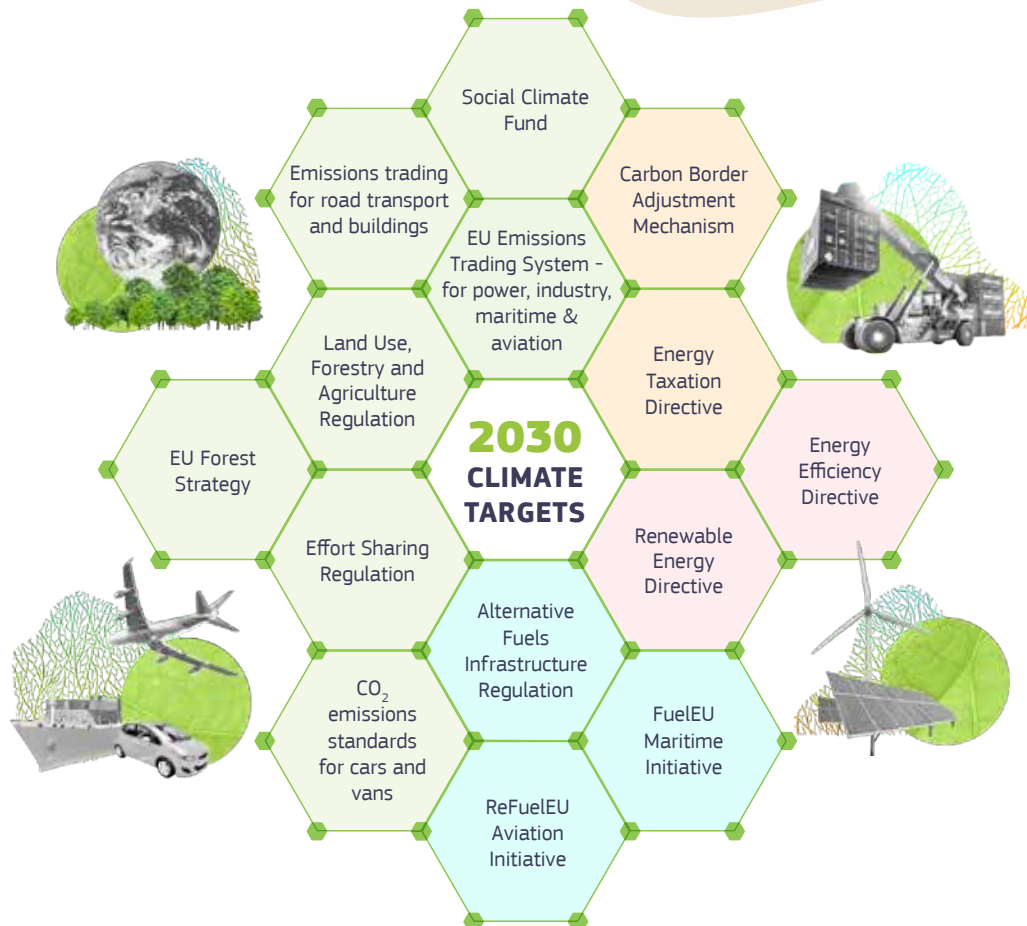 Social Climate
Fund
Emissions trading
for road transport
and buildings
Carbon Border
Adjustment
Mechanism
EU Emissions
Trading System -
for power, industry,
maritime &
aviation
Land Use,
Forestry and
Agriculture
Regulation
Energy
Taxation
Directive
EU Forest
Strategy
2030
CLIMATE
TARGETS
Energy
Efficiency
Directive
Effort Sharing
Regulation
Renewable
Energy
Directive
Alternative
Fuels
Infrastructure
Regulation
CO₂
emissions
standards
for cars and
vans
FuelEU
Maritime
Initiative
ReFuelEU
Aviation
Initiative